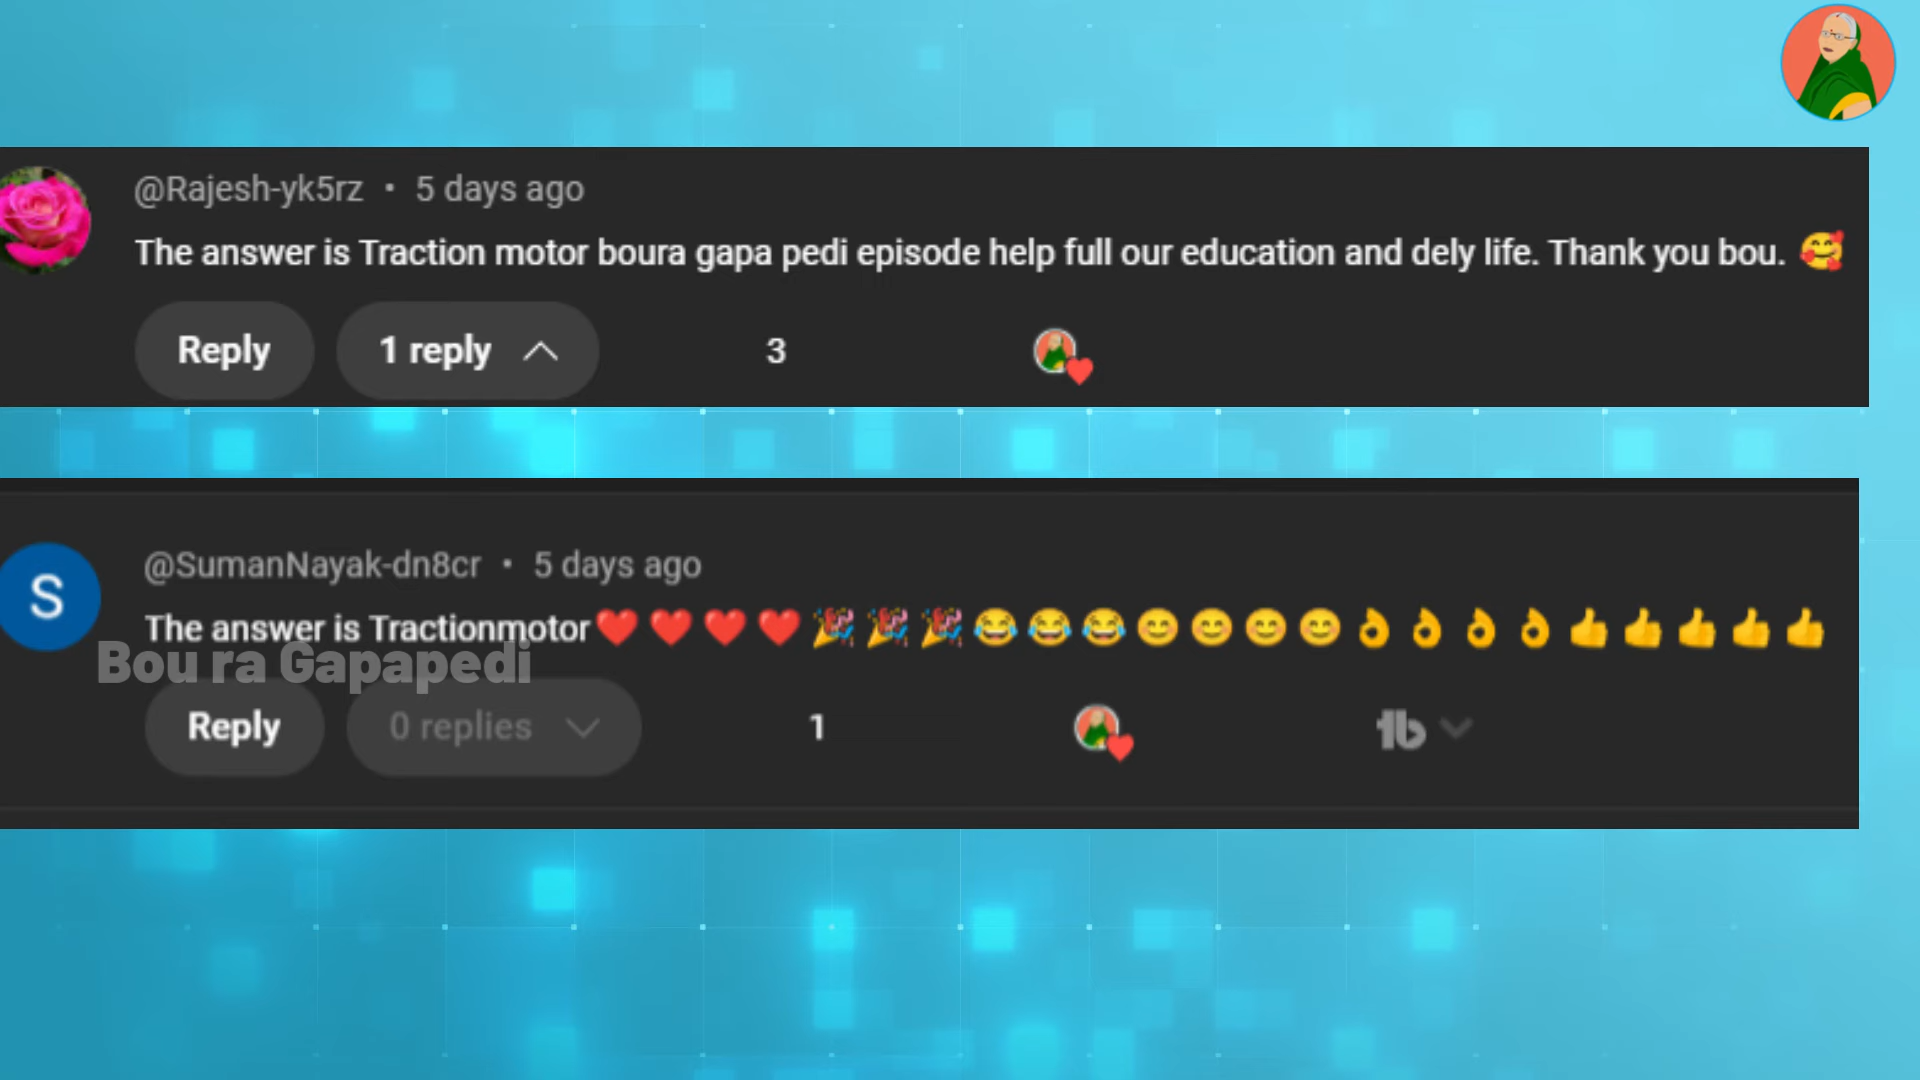 @Rajesh-yk5rz • 5 days ago
The answer is Traction motor boura gapa pedi episode help full our education and dely life. Thank you bou. 🥰
Reply 1 reply 3
S
@SumanNayak-dn8cr • 5 days ago
The answer is Tractionmotor❤️❤️❤️❤️🎉🎉🎉😂😂😂😊😊😊😊👌👌👌👌👍👍👍👍👍
Bou ra Gapapedi
Reply 0 replies 1